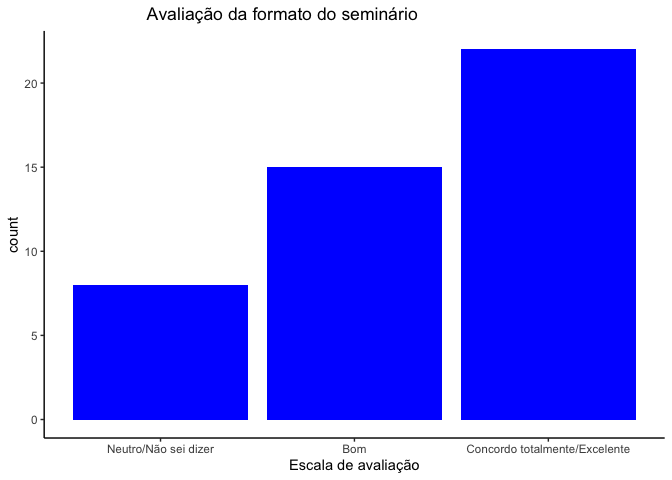 Avaliação da formato do seminário
count
20
15
10
5
0
Neutro/Não sei dizer
Bom
Concordo totalmente/Excelente
Escala de avaliação